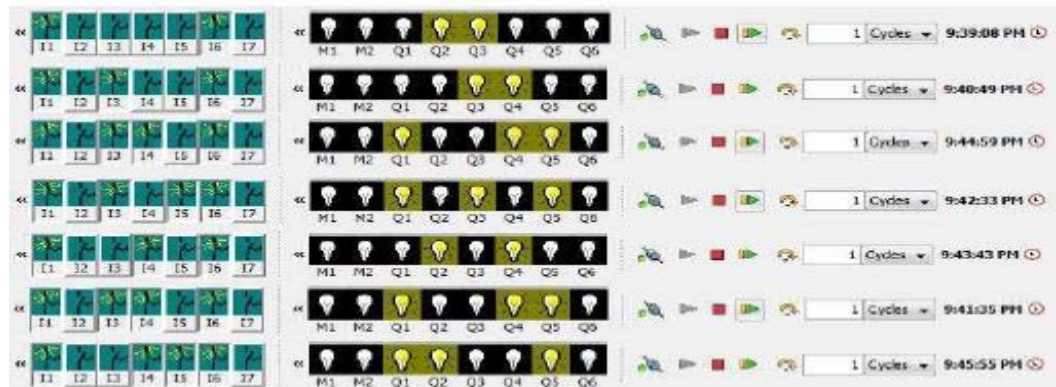 « I1 I2 I3 I4 I5 I6 I7 « M1 M2 Q1 Q2 Q3 Q4 Q5 Q6 1 Cycles 9:39:08 PM
« I1 I2 I3 I4 I5 I6 I7 « M1 M2 Q1 Q2 Q3 Q4 Q5 Q6 1 Cycles 9:40:49 PM
« I1 I2 I3 I4 I5 I6 I7 « M1 M2 Q1 Q2 Q3 Q4 Q5 Q6 1 Cycles 9:44:59 PM
« I1 I2 I3 I4 I5 I6 I7 « M1 M2 Q1 Q2 Q3 Q4 Q5 Q6 1 Cycles 9:42:33 PM
« I1 I2 I3 I4 I5 I6 I7 « M1 M2 Q1 Q2 Q3 Q4 Q5 Q6 1 Cycles 9:43:43 PM
« I1 I2 I3 I4 I5 I6 I7 « M1 M2 Q1 Q2 Q3 Q4 Q5 Q6 1 Cycles 9:41:35 PM
« I1 I2 I3 I4 I5 I6 I7 « M1 M2 Q1 Q2 Q3 Q4 Q5 Q6 1 Cycles 9:45:55 PM